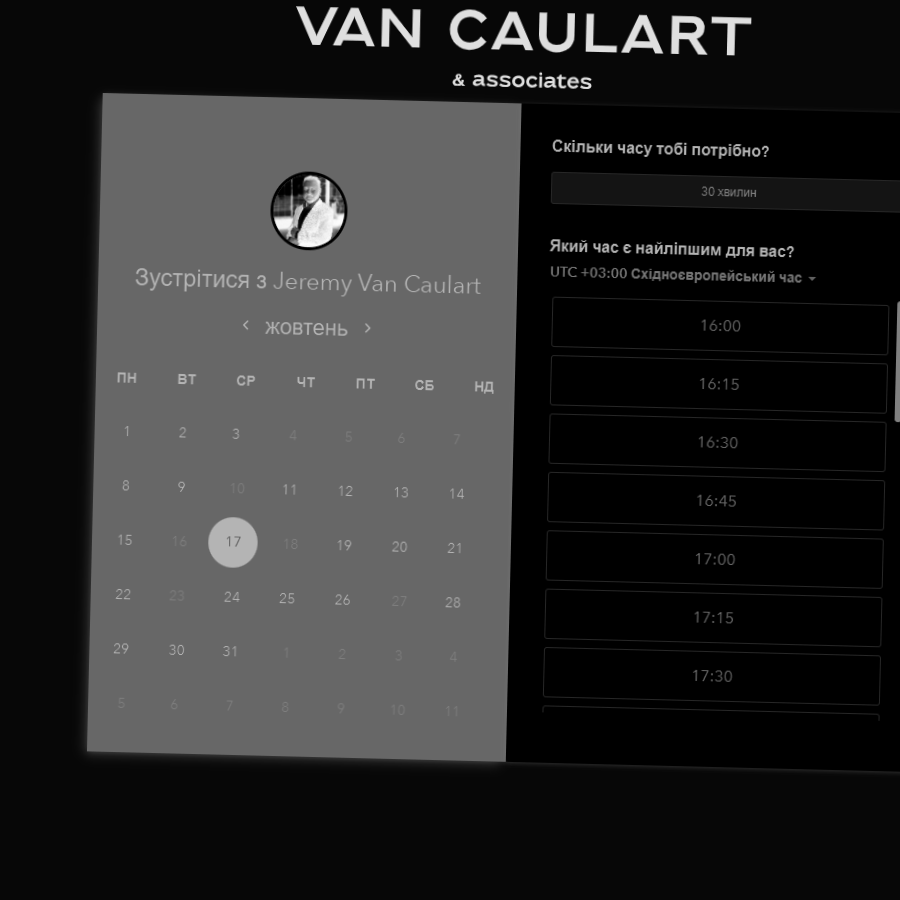 VAN CAULART
& associates
Зустрітися з Jeremy Van Caulart
‹ жовтень ›
ПН ВТ СР ЧТ ПТ СБ НД
1 2 3 4 5 6 7
8 9 10 11 12 13 14
15 16 17 18 19 20 21
22 23 24 25 26 27 28
29 30 31 1 2 3 4
5 6 7 8 9 10 11
Скільки часу тобі потрібно?
30 хвилин
Який час є найліпшим для вас?
UTC +03:00 Східноєвропейський час
16:00
16:15
16:30
16:45
17:00
17:15
17:30